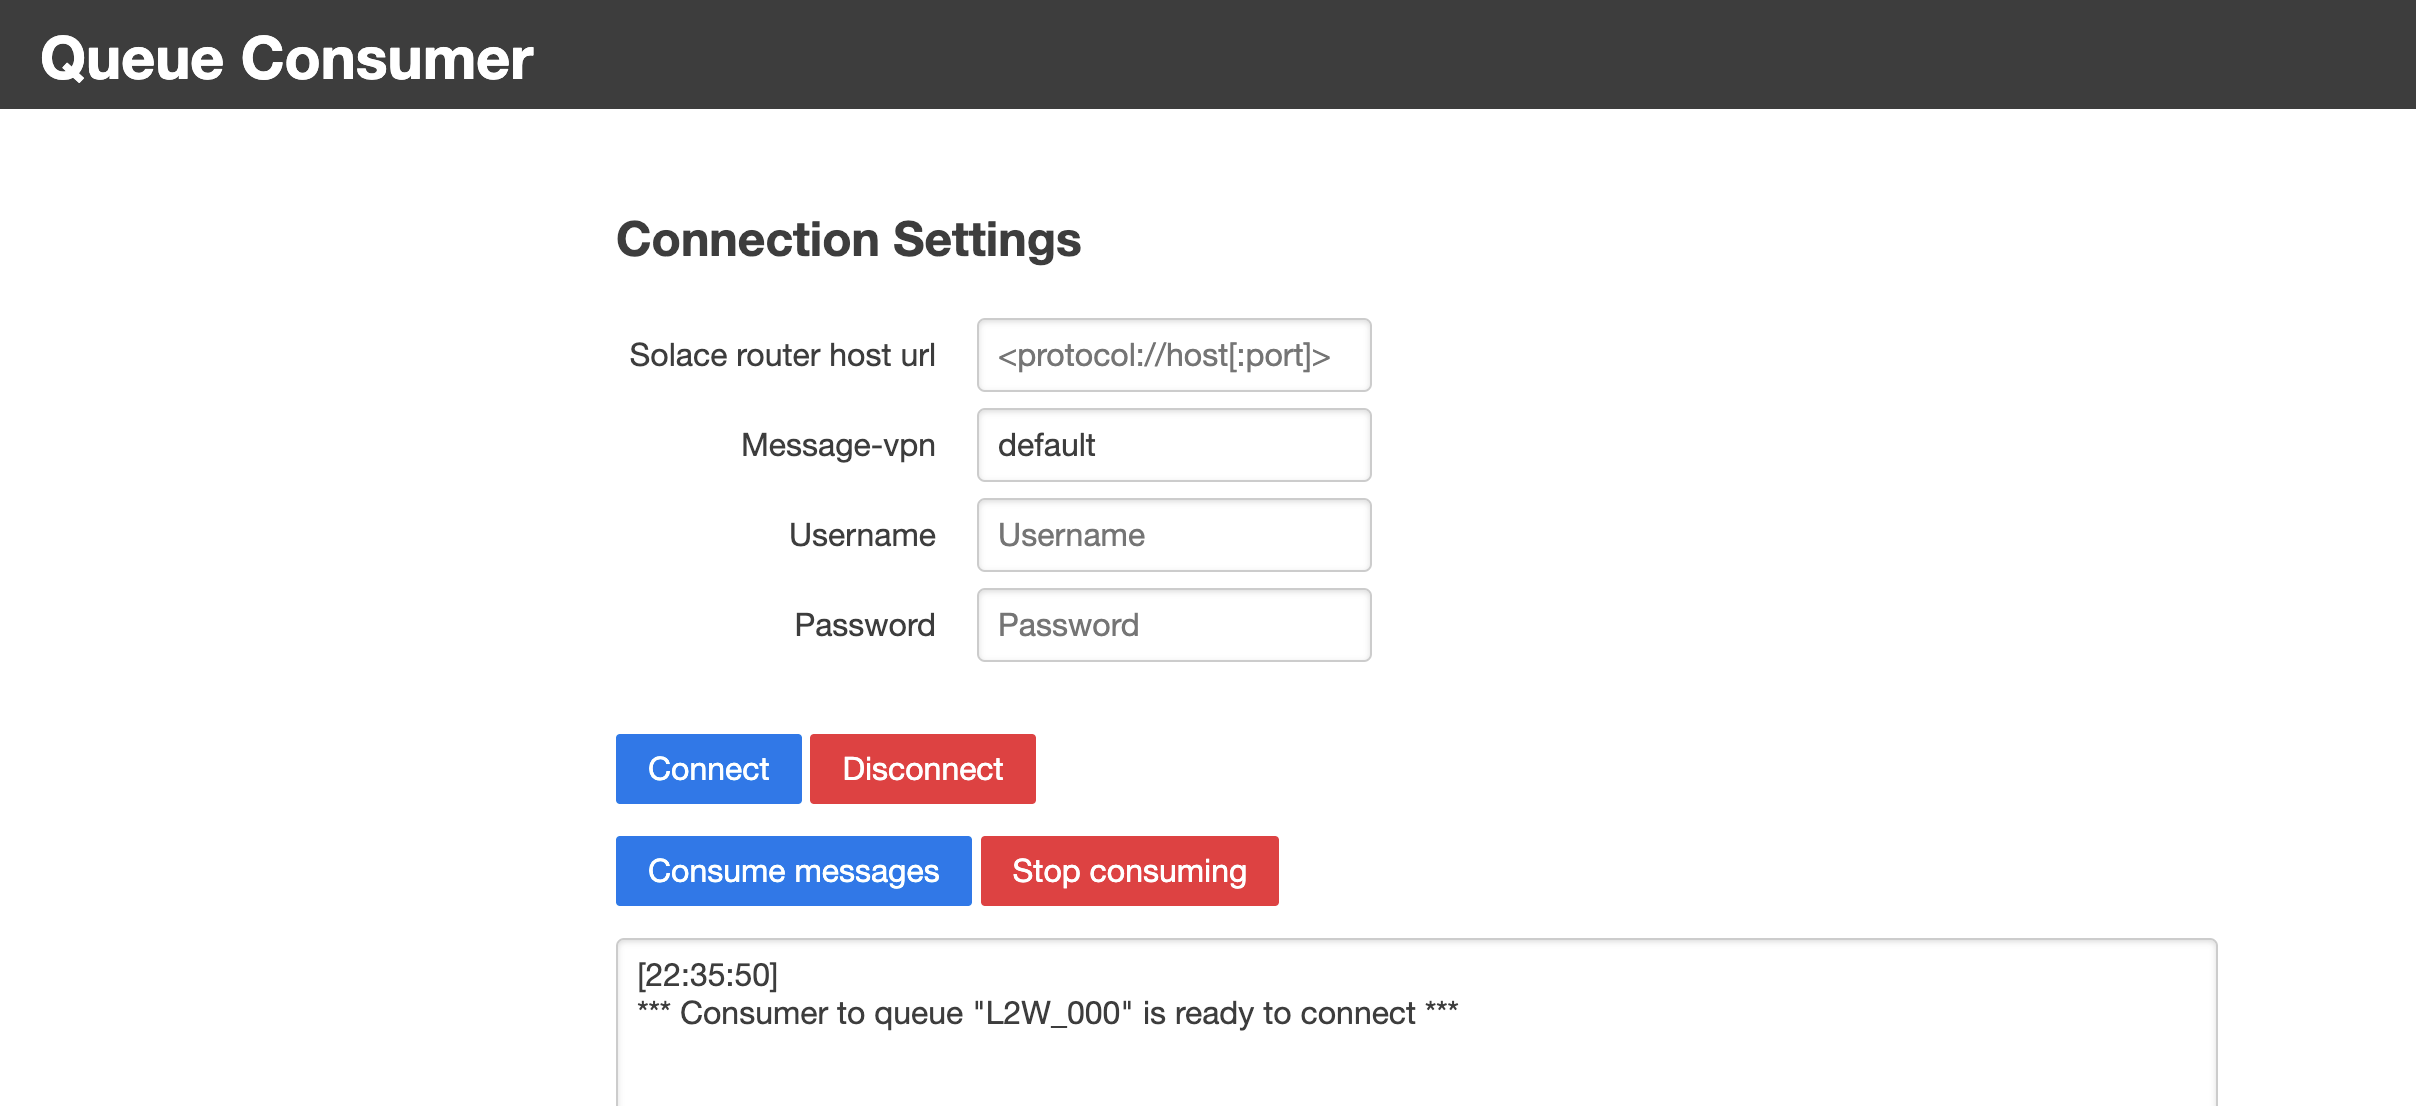 Queue Consumer
Connection Settings
Solace router host url <protocol://host[:port]>
Message-vpn default
Username Username
Password Password
Connect Disconnect
Consume messages Stop consuming
[22:35:50]
*** Consumer to queue "L2W_000" is ready to connect ***